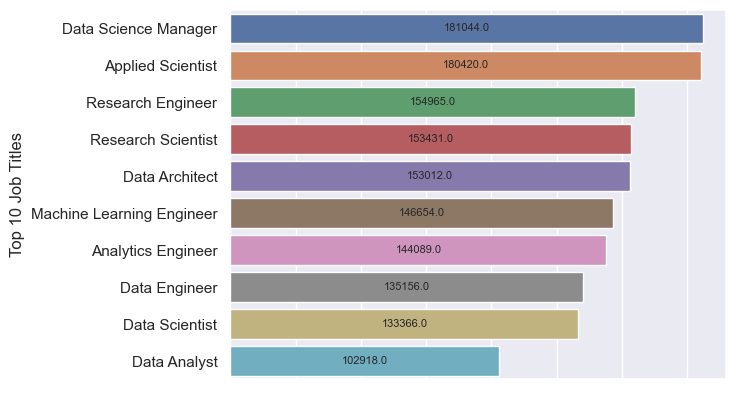 Top 10 Job Titles
Data Science Manager 181044.0
Applied Scientist 180420.0
Research Engineer 154965.0
Research Scientist 153431.0
Data Architect 153012.0
Machine Learning Engineer 146654.0
Analytics Engineer 144089.0
Data Engineer 135156.0
Data Scientist 133366.0
Data Analyst 102918.0